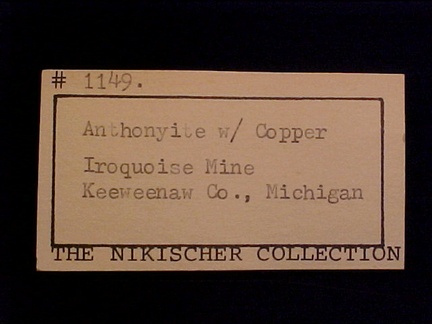 # 1149.
Anthonyite w/ Copper
Iroquoise Mine
Keeweenaw Co., Michigan
THE NIKISCHER COLLECTION